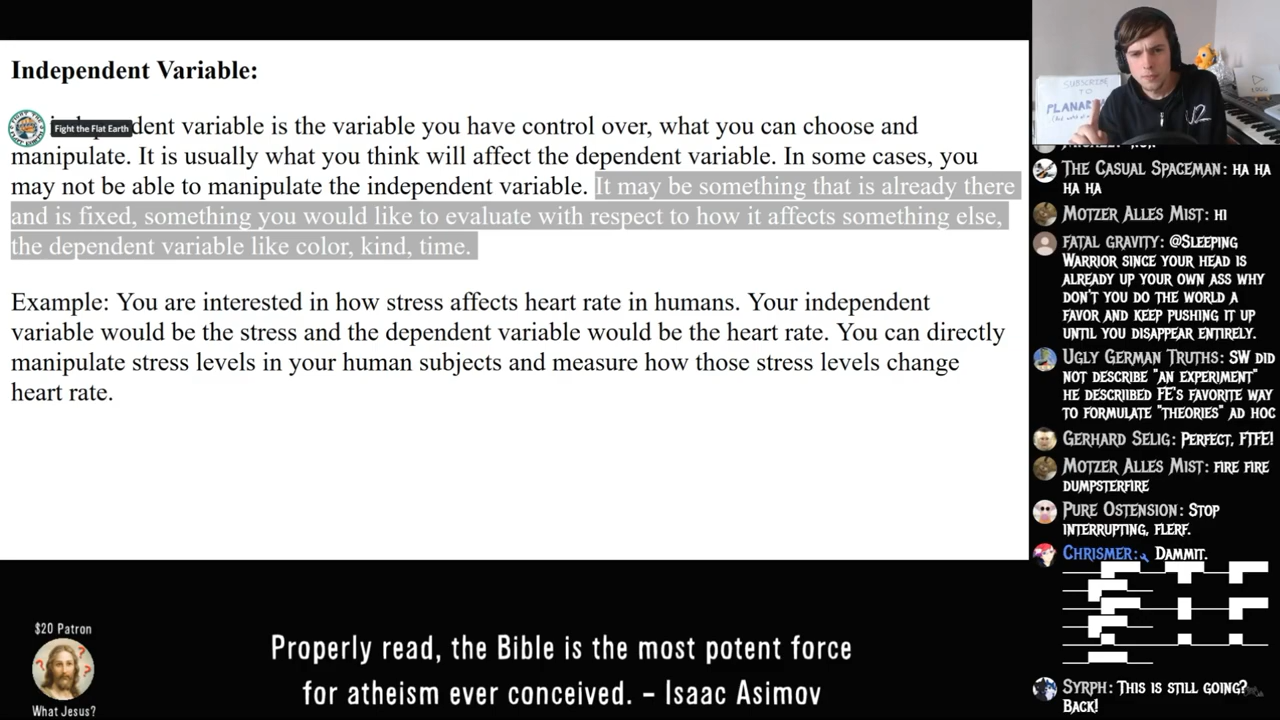 Independent Variable:
Fight the Flat Earth
dent variable is the variable you have control over, what you can choose and
manipulate. It is usually what you think will affect the dependent variable. In some cases, you
may not be able to manipulate the independent variable. It may be something that is already there
and is fixed, something you would like to evaluate with respect to how it affects something else,
the dependent variable like color, kind, time.
Example: You are interested in how stress affects heart rate in humans. Your independent
variable would be the stress and the dependent variable would be the heart rate. You can directly
manipulate stress levels in your human subjects and measure how those stress levels change
heart rate.
$20 Patron
What Jesus?
Properly read, the Bible is the most potent force
for atheism ever conceived. - Isaac Asimov
SUBSCRIBE
TO
The Casual Spaceman: ha ha
ha ha
Motzer Alles Mist: hi
fatal gravity: @Sleeping
Warrior since your head is
already up your own ass why
don't you do the world a
favor and keep pushing it up
until you disappear entirely.
Ugly German Truths: SW did
not describe "an experiment"
he descriibed FE's favorite way
to formulate "theories" ad hoc
Gerhard Selig: Perfect, FTFE!
Motzer Alles Mist: fire fire
dumpsterfire
Pure Ostension: Stop
interrupting, flerf.
Chrismer: Dammit.
Syrph: This is still going?
Back!